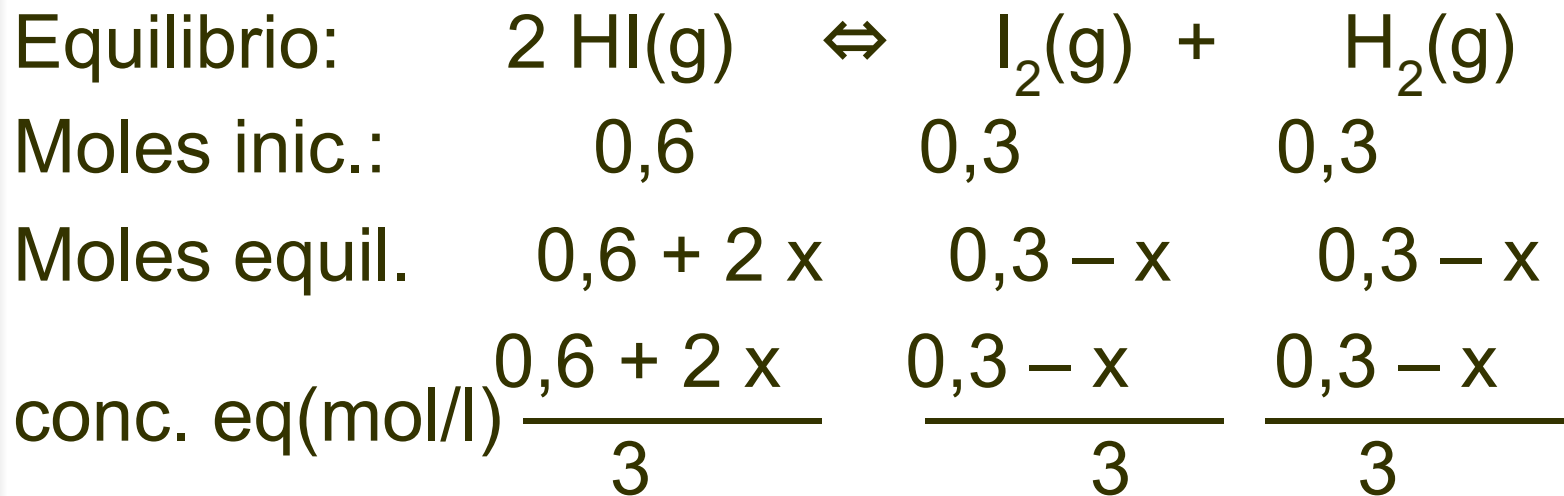 Equilibrio: 2 HI(g) ⇔ I₂(g) + H₂(g)
Moles inic.: 0,6 0,3 0,3
Moles equil. 0,6 + 2 x 0,3 – x 0,3 – x
0,6 + 2 x 0,3 – x 0,3 – x
conc. eq(mol/l)
3 3 3